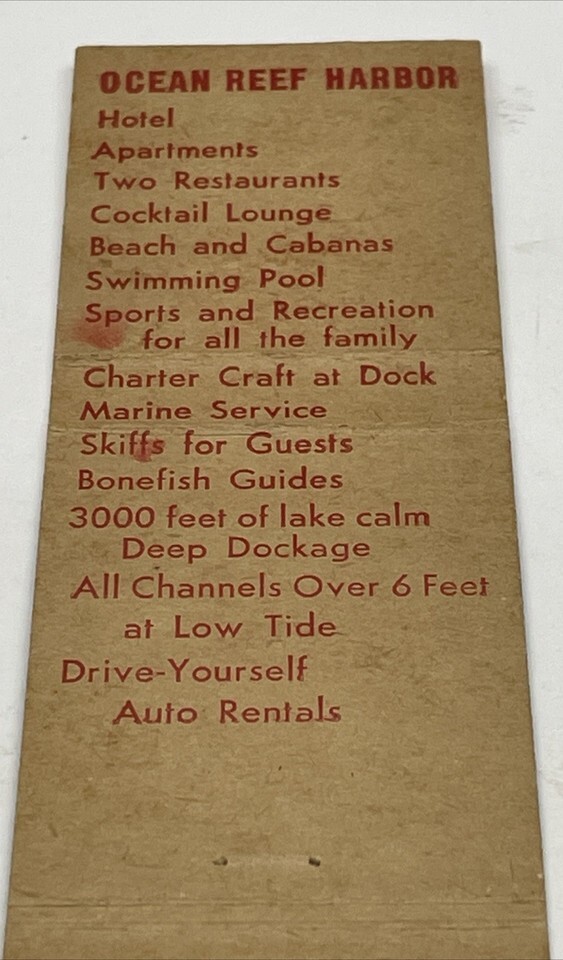 OCEAN REEF HARBOR
Hotel
Apartments
Two Restaurants
Cocktail Lounge
Beach and Cabanas
Swimming Pool
Sports and Recreation
for all the family
Charter Craft at Dock
Marine Service
Skiffs for Guests
Bonefish Guides
3000 feet of lake calm
Deep Dockage
All Channels Over 6 Feet
at Low Tide
Drive-Yourself
Auto Rentals